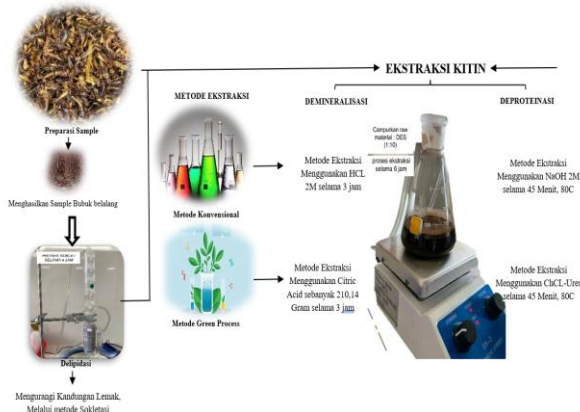 EKSTRAKSI KITIN
METODE EKSTRAKSI
DEMINERALISASI
DEPROTEINASI
Preparasi Sample
Menghasilkan Sample Bubuk belalang
Delipidasi
Mengurangi Kandungan Lemak,
Melalui metode Sokletasi
Metode Konvensional
Metode Green Process
Metode Ekstraksi
Menggunakan HCL
2M selama 3 jam
Metode Ekstraksi
Menggunakan Citric
Acid sebanyak 210,14
Gram selama 3 jam
Campurkan raw
material : DES
(1:10)
proses ekstraksi
selama 6 jam
Metode Ekstraksi
Menggunakan NaOH 2M
selama 45 Menit, 80C
Metode Ekstraksi
Menggunakan ChCL-Urea
selama 45 Menit, 80C